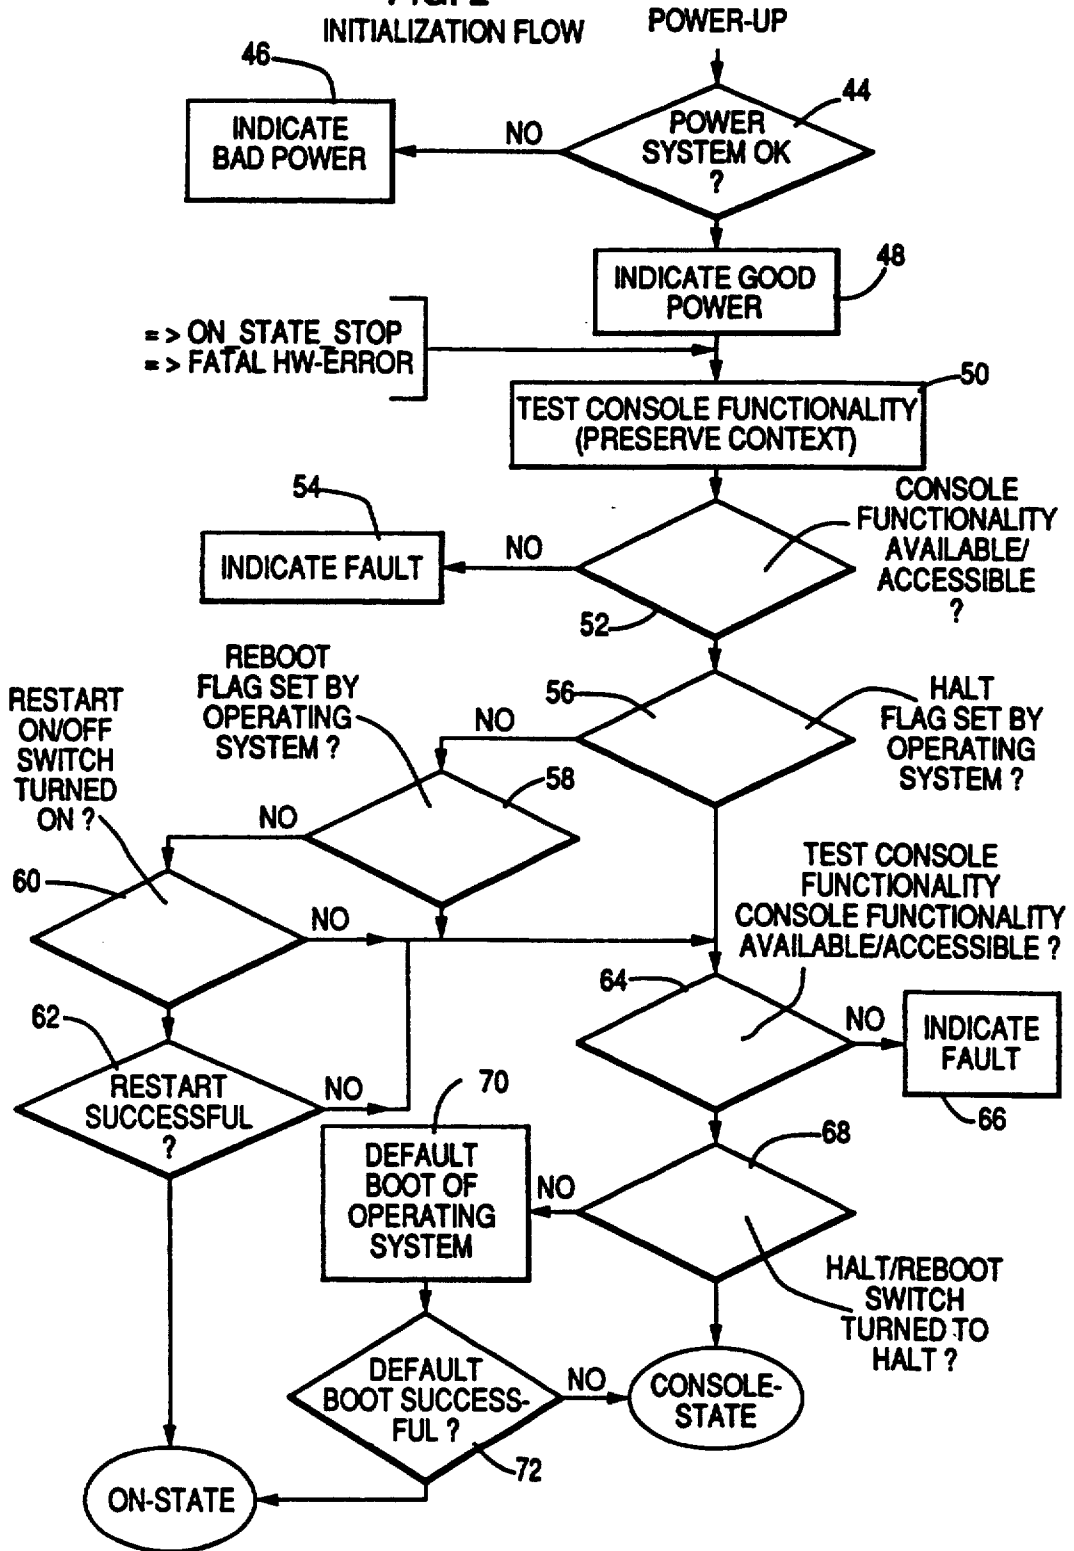 INITIALIZATION FLOW
POWER-UP
46
44
INDICATE
BAD POWER
NO
POWER
SYSTEM OK
?
48
INDICATE GOOD
POWER
= > ON_STATE_STOP
= > FATAL HW-ERROR
50
TEST CONSOLE FUNCTIONALITY
(PRESERVE CONTEXT)
54
CONSOLE
FUNCTIONALITY
AVAILABLE/
ACCESSIBLE
?
INDICATE FAULT
NO
52
REBOOT
FLAG SET BY
OPERATING
SYSTEM ?
56
HALT
FLAG SET BY
OPERATING
SYSTEM ?
RESTART
ON/OFF
SWITCH
TURNED
ON ?
NO
58
NO
60
TEST CONSOLE
FUNCTIONALITY
CONSOLE FUNCTIONALITY
AVAILABLE/ACCESSIBLE ?
NO
64
62
NO
INDICATE
FAULT
66
RESTART
SUCCESSFUL
?
NO
70
68
DEFAULT
BOOT OF
OPERATING
SYSTEM
NO
HALT/REBOOT
SWITCH
TURNED TO
HALT ?
DEFAULT
BOOT SUCCESS-
FUL ?
NO
CONSOLE-
STATE
72
ON-STATE